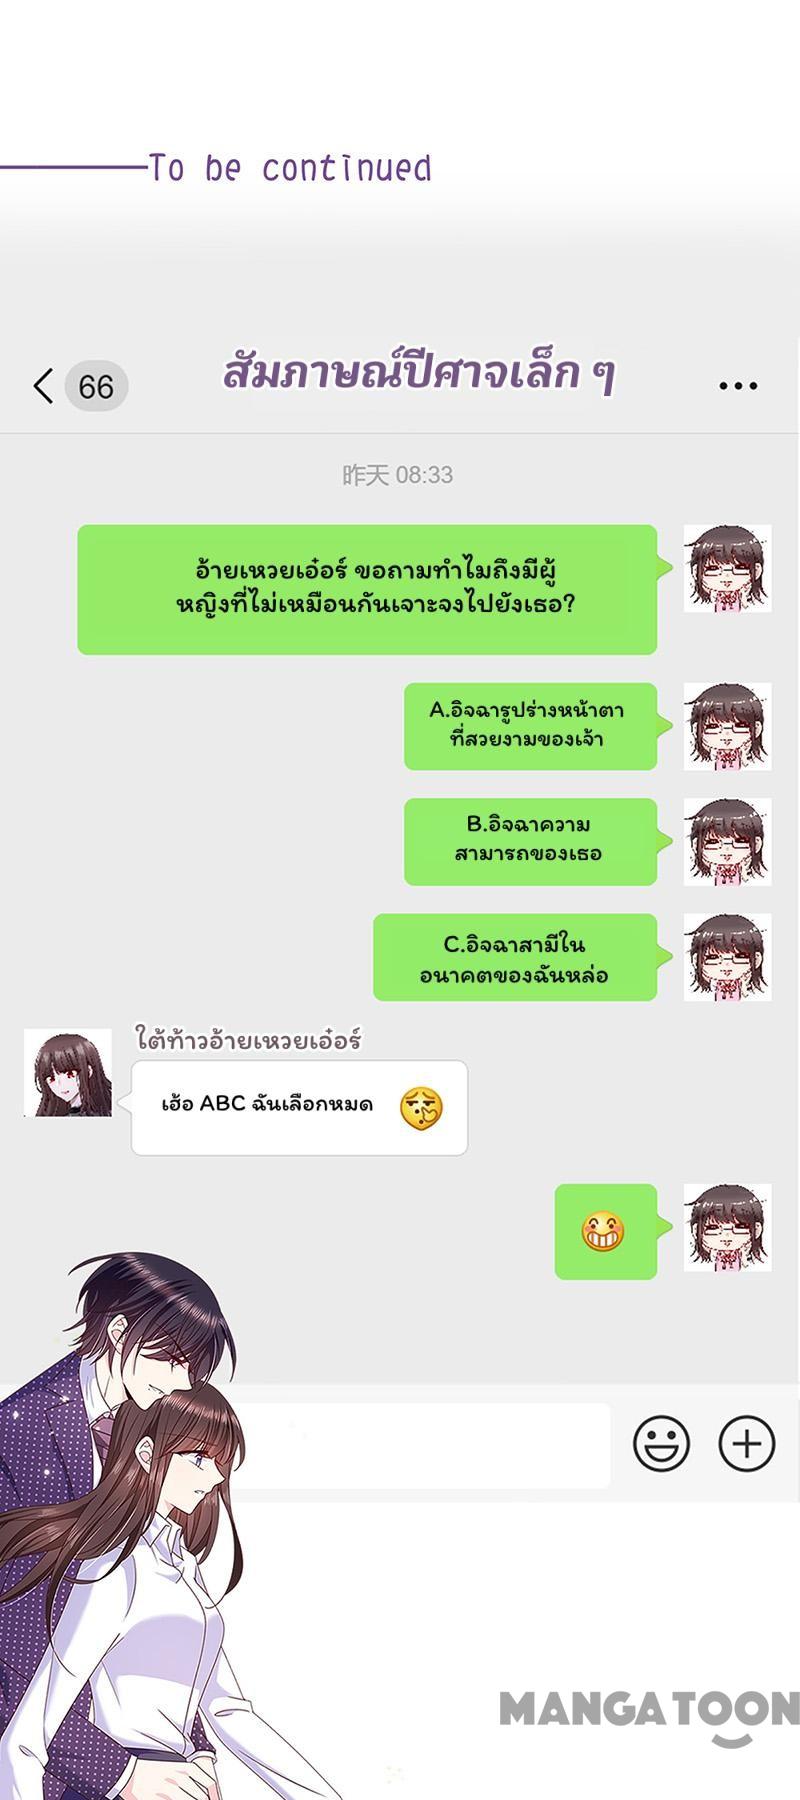 To be continued
66
สัมภาษณ์ปีศาจเล็ก ๆ
昨天 08:33
อ้ายเหวยเอ๋อร์ ขอถามทำไมถึงมีผู้
หญิงที่ไม่เหมือนกันเจาะจงไปยังเธอ?
A.อิจฉารูปร่างหน้าตา
ที่สวยงามของเจ้า
B.อิจฉาความ
สามารถของเธอ
C.อิจฉาสามีใน
อนาคตของฉันหล่อ
ใต้ท้าวอ้ายเหวยเอ๋อร์
เฮ้อ ABC ฉันเลือกหมด
MANGATOON